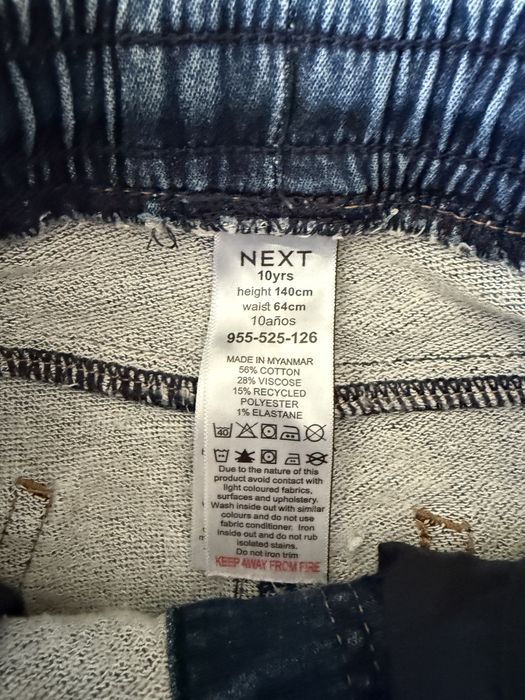 NEXT
10yrs
height 140cm
waist 64cm
10años
955-525-126
MADE IN MYANMAR
56% COTTON
28% VISCOSE
15% RECYCLED
POLYESTER
1% ELASTANE
40
Due to the nature of this
product avoid contact with
light coloured fabrics,
surfaces and upholstery.
Wash inside out with similar
colours and do not use
fabric conditioner. Iron
inside out and do not rub
isolated stains.
Do not iron trim
KEEP AWAY FROM FIRE